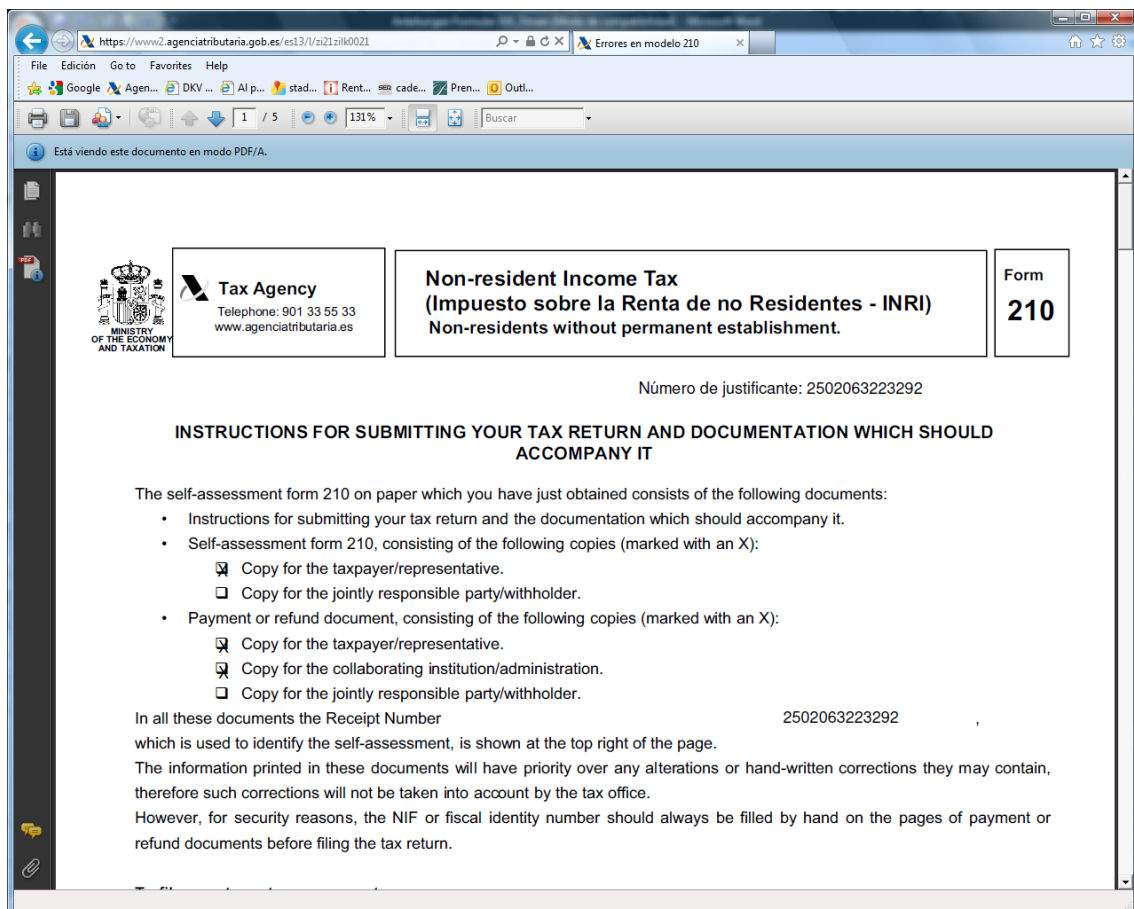 https://www2.agenciatributaria.gob.es/es13/l/zi21zilk0021
Errores en modelo 210
File Edición Go to Favorites Help
Google Agen... DKV ... Al p... stad... Rent... cade... Pren... Outl...
1 / 5 131% Buscar
Está viendo este documento en modo PDF/A.
MINISTRY
OF THE ECONOMY
AND TAXATION
Tax Agency
Telephone: 901 33 55 33
www.agenciatributaria.es
Non-resident Income Tax
(Impuesto sobre la Renta de no Residentes - INRI)
Non-residents without permanent establishment.
Form
210
Número de justificante: 2502063223292
INSTRUCTIONS FOR SUBMITTING YOUR TAX RETURN AND DOCUMENTATION WHICH SHOULD
ACCOMPANY IT
The self-assessment form 210 on paper which you have just obtained consists of the following documents:
• Instructions for submitting your tax return and the documentation which should accompany it.
• Self-assessment form 210, consisting of the following copies (marked with an X):
X Copy for the taxpayer/representative.
Copy for the jointly responsible party/withholder.
• Payment or refund document, consisting of the following copies (marked with an X):
X Copy for the taxpayer/representative.
X Copy for the collaborating institution/administration.
Copy for the jointly responsible party/withholder.
In all these documents the Receipt Number 2502063223292 ,
which is used to identify the self-assessment, is shown at the top right of the page.
The information printed in these documents will have priority over any alterations or hand-written corrections they may contain,
therefore such corrections will not be taken into account by the tax office.
However, for security reasons, the NIF or fiscal identity number should always be filled by hand on the pages of payment or
refund documents before filing the tax return.